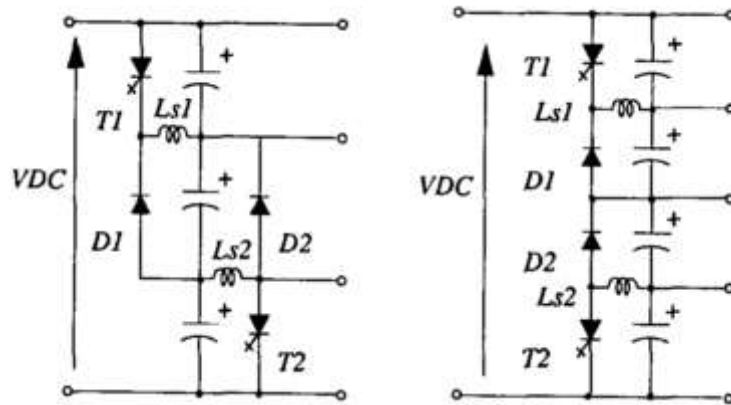 +
Ls1
T1
VDC
+
D1
Ls2
D2
+
T2
T1
+
Ls1
+
VDC
D1
+
D2
Ls2
+
T2